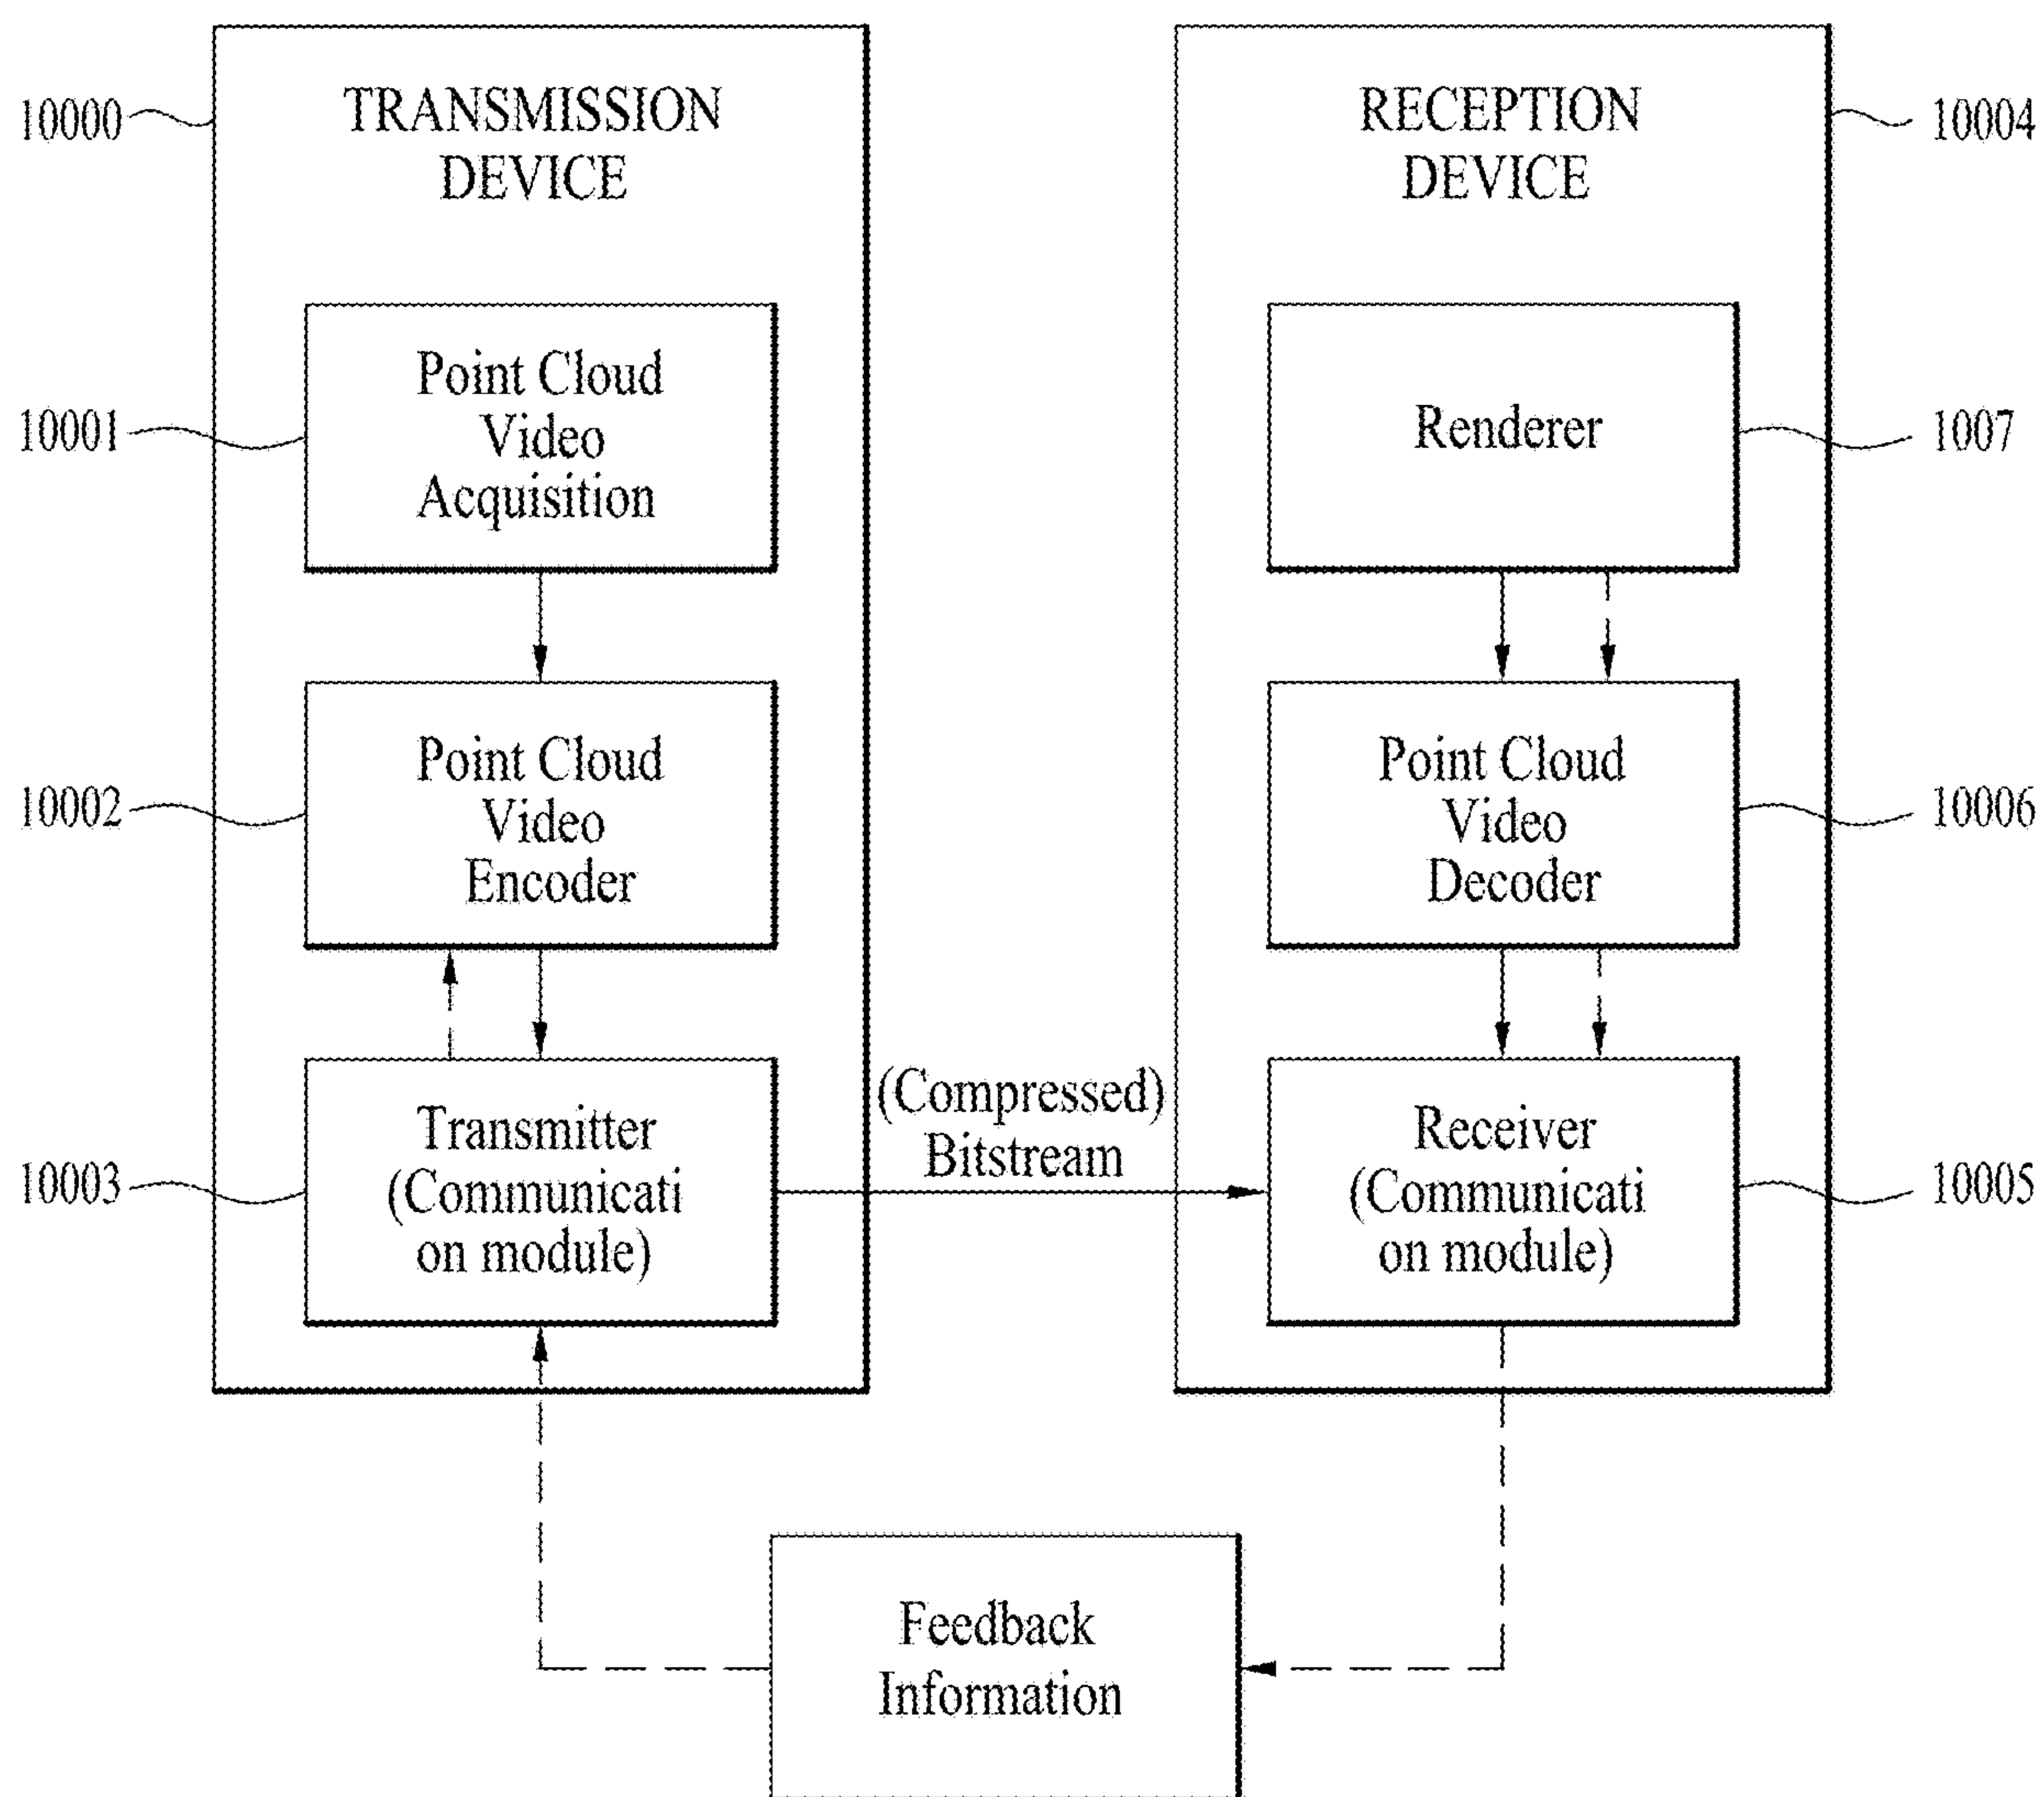 10000
TRANSMISSION
DEVICE
10001
Point Cloud
Video
Acquisition
10002
Point Cloud
Video
Encoder
10003
Transmitter
(Communicati
on module)
(Compressed)
Bitstream
RECEPTION
DEVICE
10004
Renderer
1007
Point Cloud
Video
Decoder
10006
Receiver
(Communicati
on module)
10005
Feedback
Information